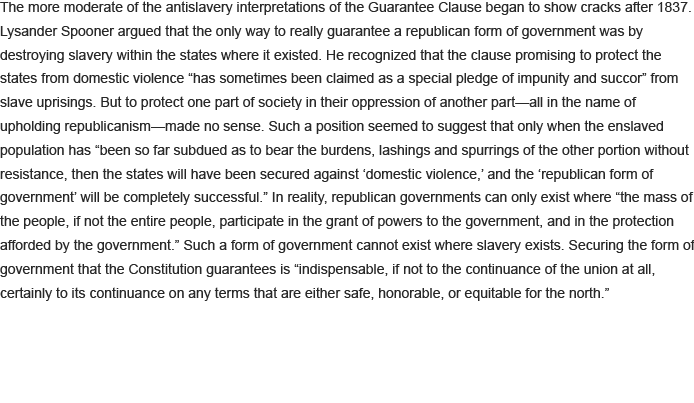 The more moderate of the antislavery interpretations of the Guarantee Clause began to show cracks after 1837.
Lysander Spooner argued that the only way to really guarantee a republican form of government was by
destroying slavery within the states where it existed. He recognized that the clause promising to protect the
states from domestic violence “has sometimes been claimed as a special pledge of impunity and succor” from
slave uprisings. But to protect one part of society in their oppression of another part—all in the name of
upholding republicanism—made no sense. Such a position seemed to suggest that only when the enslaved
population has “been so far subdued as to bear the burdens, lashings and spurrings of the other portion without
resistance, then the states will have been secured against ‘domestic violence,’ and the ‘republican form of
government’ will be completely successful.” In reality, republican governments can only exist where “the mass of
the people, if not the entire people, participate in the grant of powers to the government, and in the protection
afforded by the government.” Such a form of government cannot exist where slavery exists. Securing the form of
government that the Constitution guarantees is “indispensable, if not to the continuance of the union at all,
certainly to its continuance on any terms that are either safe, honorable, or equitable for the north.”